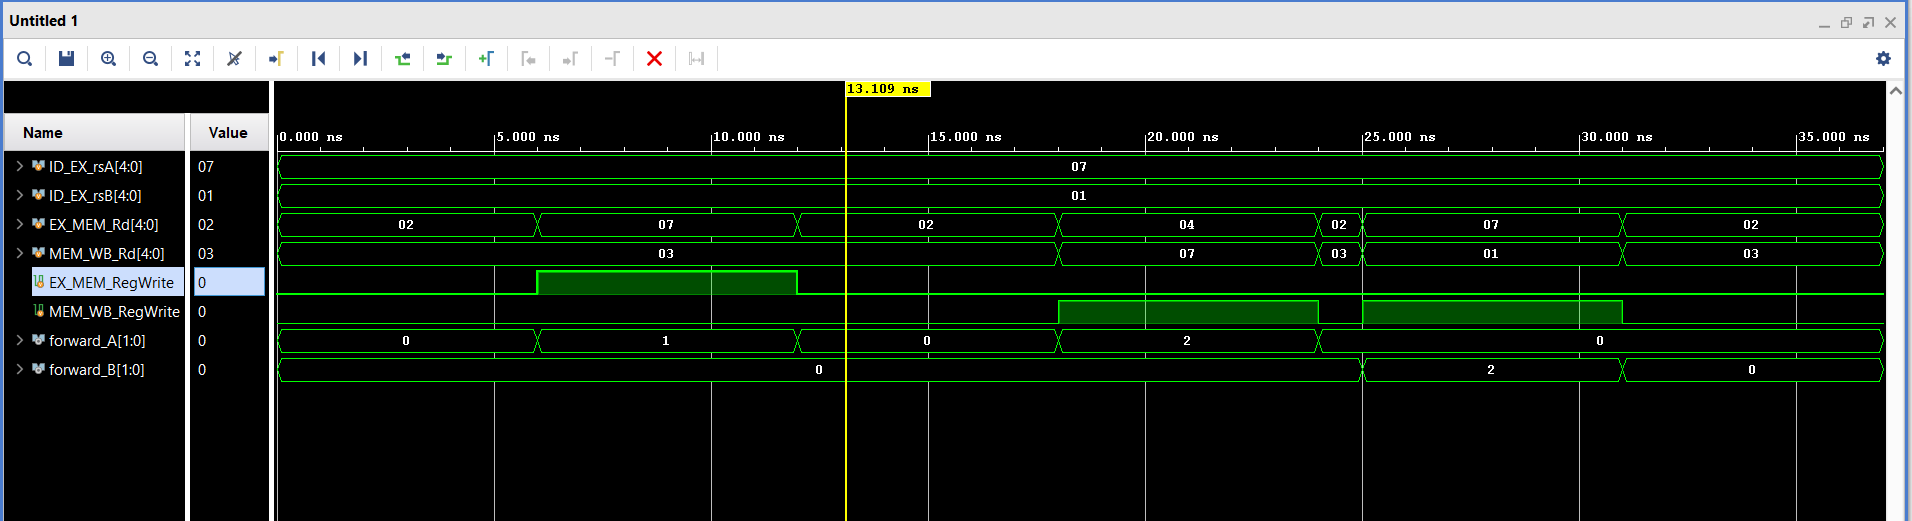 Untitled 1
13.109 ns
Name Value
0.000 ns 5.000 ns 10.000 ns 15.000 ns 20.000 ns 25.000 ns 30.000 ns 35.000 ns
ID_EX_rsA[4:0] 07 07
ID_EX_rsB[4:0] 01 01
EX_MEM_Rd[4:0] 02 02 07 02 04 02 07 02
MEM_WB_Rd[4:0] 03 03 07 03 01 03
EX_MEM_RegWrite 0
MEM_WB_RegWrite 0
forward_A[1:0] 0 0 1 0 2 0
forward_B[1:0] 0 0 2 0